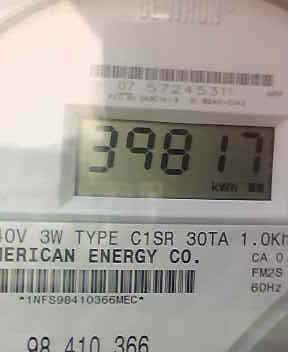 07 57245311
39817
kWh
40V 3W TYPE C1SR 30TA 1.0Kh
MERICAN ENERGY CO.
CA 0.
FM2S
60Hz
*1NFS98410366MEC*
98 410 366